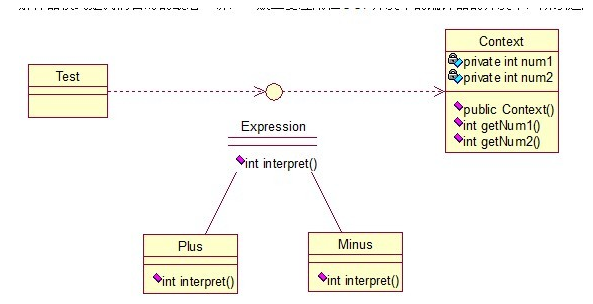 Test
Context
private int num1
private int num2
public Context()
int getNum1()
int getNum2()
Expression
int interpret()
Plus
int interpret()
Minus
int interpret()